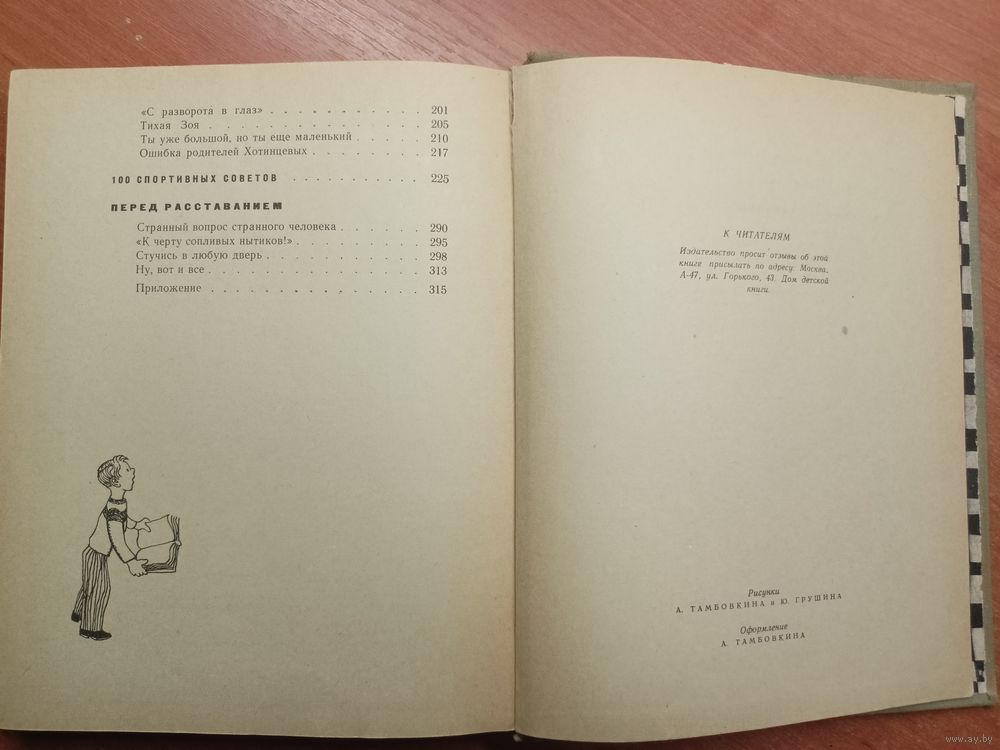 «С разворота в глаз» . . . . . . . . . . . 201
Тихая Зоя . . . . . . . . . . . . . . 205
Ты уже большой, но ты еще маленький . . . . . 210
Ошибка родителей Хотинцевых . . . . . . . . 217
100 СПОРТИВНЫХ СОВЕТОВ . . . . . . . . . . . 225
ПЕРЕД РАССТАВАНИЕМ
Странный вопрос странного человека . . . . . . 290
«К черту сопливых нытиков!» . . . . . . . . . 295
Стучись в любую дверь . . . . . . . . . . . 298
Ну, вот и все . . . . . . . . . . . . . . 313
Приложение . . . . . . . . . . . . . . 315
К ЧИТАТЕЛЯМ
Издательство просит отзывы об этой
книге присылать по адресу: Москва,
А-47, ул. Горького, 43. Дом детской
книги.
Рисунки
А. ТАМБОВКИНА и Ю. ГРУШИНА
Оформление
А. ТАМБОВКИНА
www.ay.by